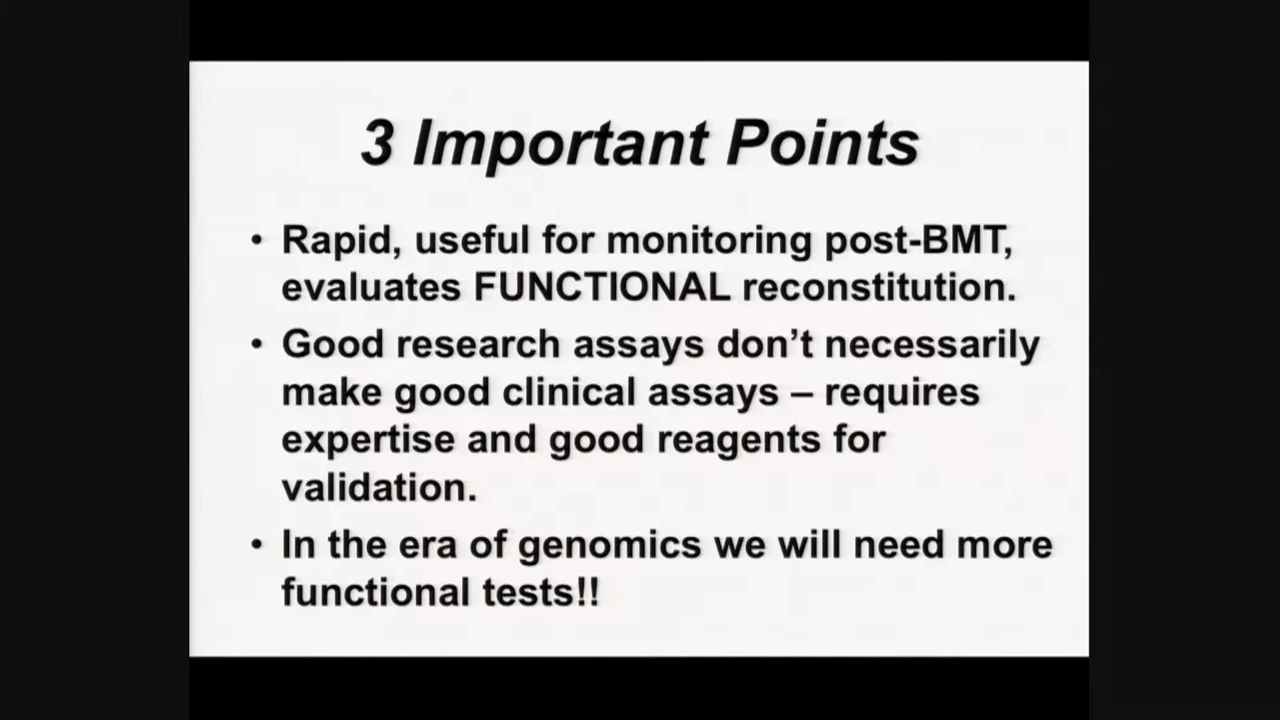 3 Important Points
• Rapid, useful for monitoring post-BMT,
evaluates FUNCTIONAL reconstitution.
• Good research assays don’t necessarily
make good clinical assays – requires
expertise and good reagents for
validation.
• In the era of genomics we will need more
functional tests!!